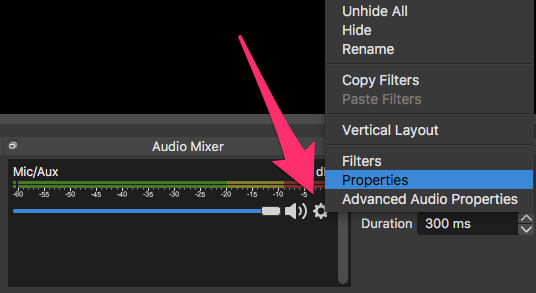 Unhide All
Hide
Rename
Copy Filters
Paste Filters
Vertical Layout
Filters
Properties
Advanced Audio Properties
Audio Mixer
Mic/Aux
-60 -55 -50 -45 -40 -35 -30 -25 -20 -15 -10 -5
Duration 300 ms